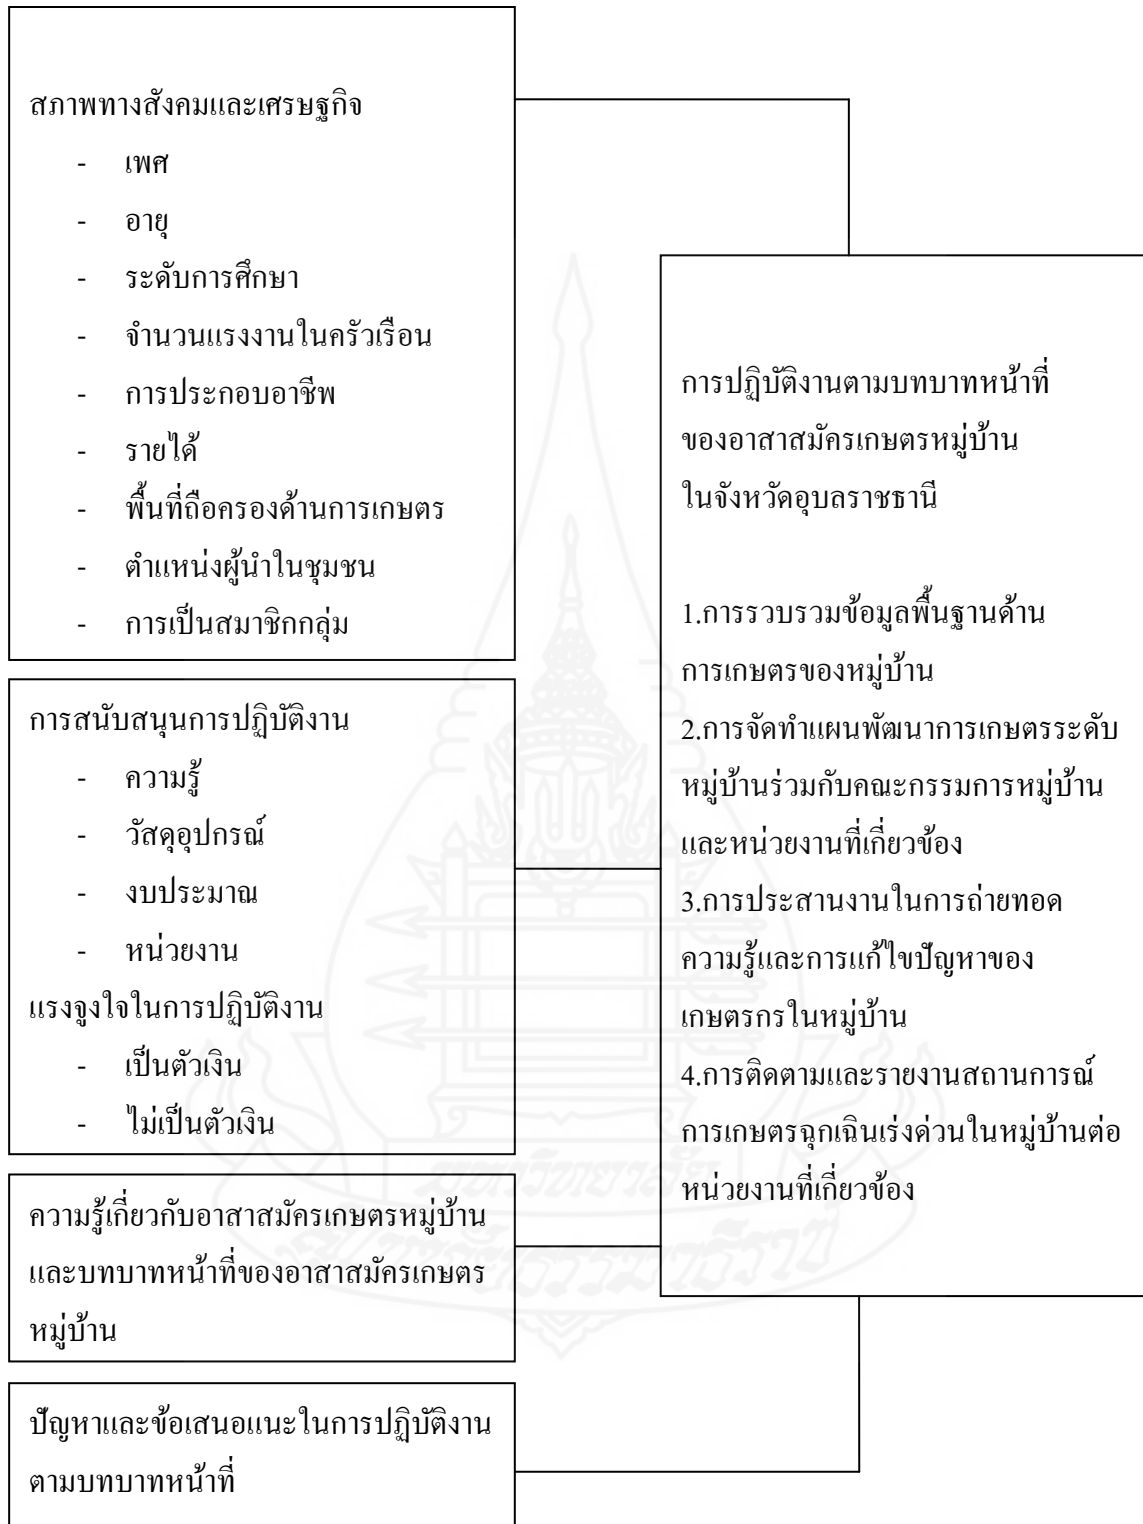 สภาพทางสังคมและเศรษฐกิจ
- เพศ
- อายุ
- ระดับการศึกษา
- จำนวนแรงงานในครัวเรือน
- การประกอบอาชีพ
- รายได้
- พื้นที่ถือครองด้านการเกษตร
- ตำแหน่งผู้นำในชุมชน
- การเป็นสมาชิกกลุ่ม
การสนับสนุนการปฏิบัติงาน
- ความรู้
- วัสดุอุปกรณ์
- งบประมาณ
- หน่วยงาน
แรงจูงใจในการปฏิบัติงาน
- เป็นตัวเงิน
- ไม่เป็นตัวเงิน
ความรู้เกี่ยวกับอาสาสมัครเกษตรหมู่บ้าน
และบทบาทหน้าที่ของอาสาสมัครเกษตร
หมู่บ้าน
ปัญหาและข้อเสนอแนะในการปฏิบัติงาน
ตามบทบาทหน้าที่
การปฏิบัติงานตามบทบาทหน้าที่
ของอาสาสมัครเกษตรหมู่บ้าน
ในจังหวัดอุบลราชธานี
1.การรวบรวมข้อมูลพื้นฐานด้าน
การเกษตรของหมู่บ้าน
2.การจัดทำแผนพัฒนาการเกษตรระดับ
หมู่บ้านร่วมกับคณะกรรมการหมู่บ้าน
และหน่วยงานที่เกี่ยวข้อง
3.การประสานงานในการถ่ายทอด
ความรู้และการแก้ไขปัญหาของ
เกษตรกรในหมู่บ้าน
4.การติดตามและรายงานสถานการณ์
การเกษตรฉุกเฉินเร่งด่วนในหมู่บ้านต่อ
หน่วยงานที่เกี่ยวข้อง
มหาวิทยาลัย
สุโขทัยธรรมาธิราช